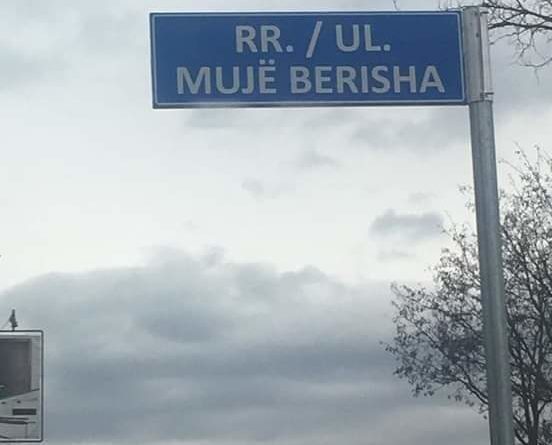 RR. / UL.
MUJË BERISHA